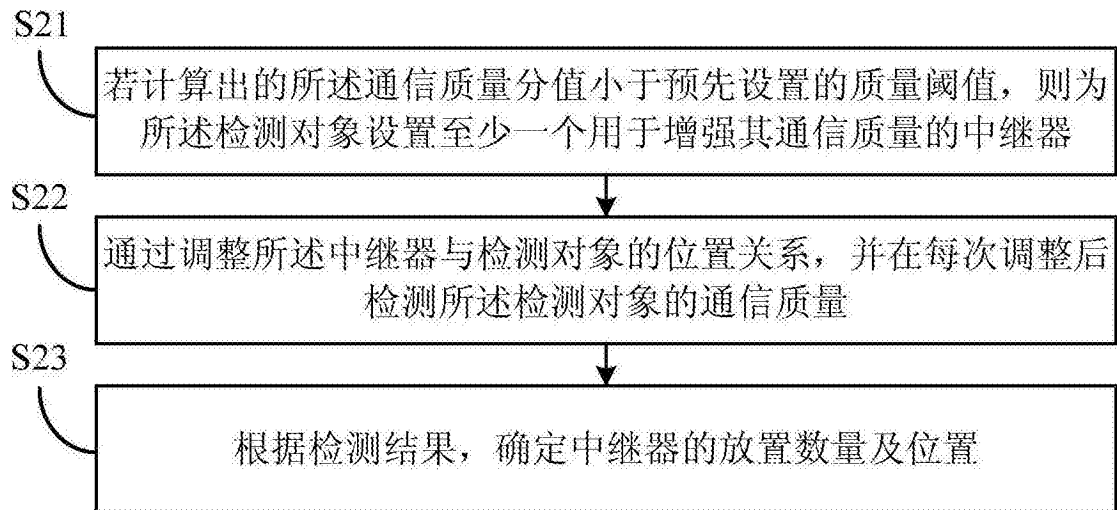 S21
若计算出的所述通信质量分值小于预先设置的质量阈值，则为
所述检测对象设置至少一个用于增强其通信质量的中继器
S22
通过调整所述中继器与检测对象的位置关系，并在每次调整后
检测所述检测对象的通信质量
S23
根据检测结果，确定中继器的放置数量及位置